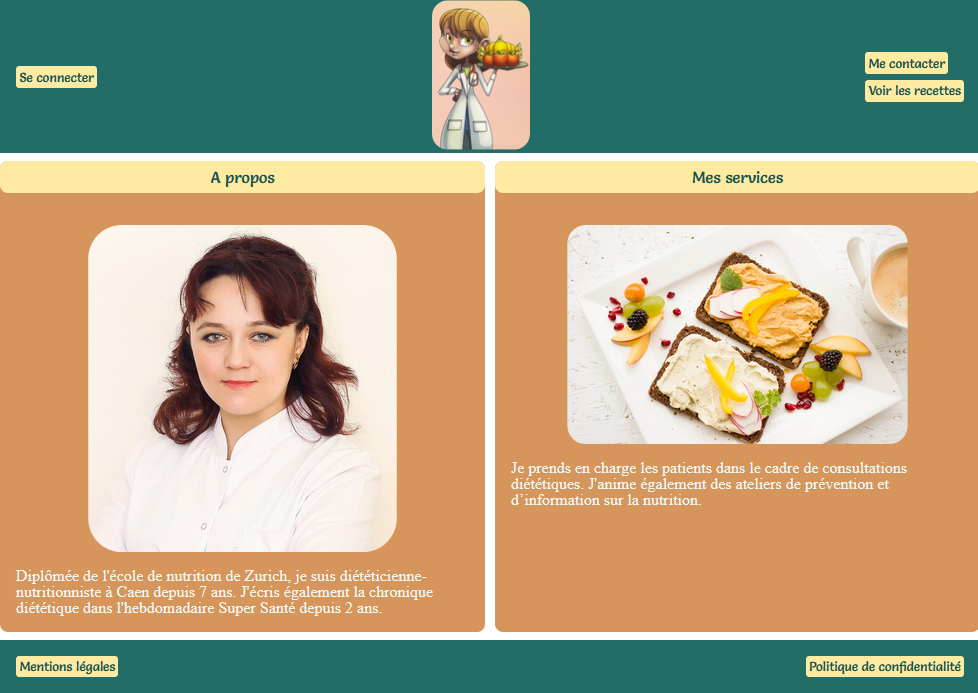 Se connecter
Me contacter
Voir les recettes
A propos
Diplômée de l'école de nutrition de Zurich, je suis diététicienne-
nutritionniste à Caen depuis 7 ans. J'écris également la chronique
diététique dans l'hebdomadaire Super Santé depuis 2 ans.
Mes services
Je prends en charge les patients dans le cadre de consultations
diététiques. J'anime également des ateliers de prévention et
d’information sur la nutrition.
Mentions légales
Politique de confidentialité